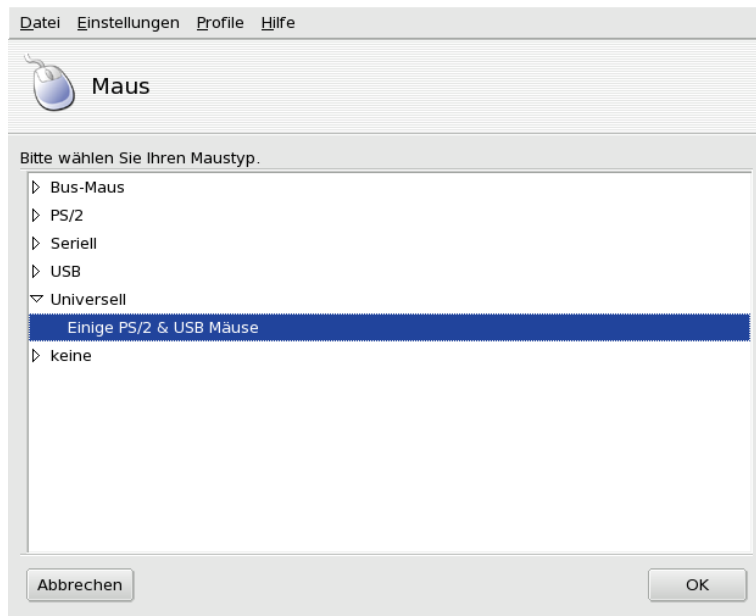 Datei Einstellungen Profile Hilfe
Maus
Bitte wählen Sie Ihren Maustyp.
Bus-Maus
PS/2
Seriell
USB
Universell
Einige PS/2 & USB Mäuse
keine
Abbrechen OK